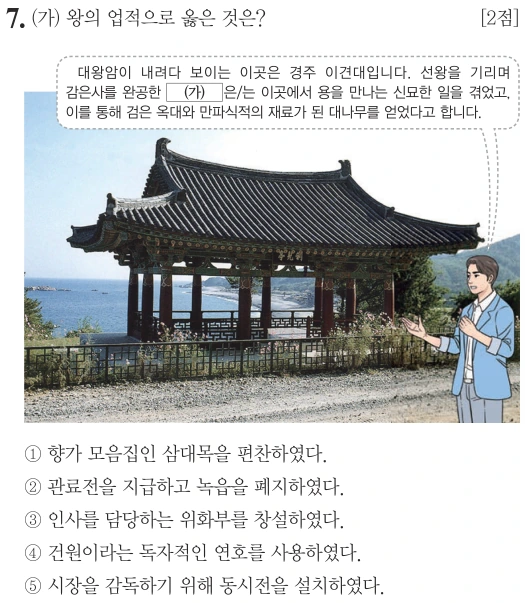 7. (가) 왕의 업적으로 옳은 것은? [2점]
대왕암이 내려다 보이는 이곳은 경주 이견대입니다. 선왕을 기리며
감은사를 완공한 (가) 은/는 이곳에서 용을 만나는 신묘한 일을 겪었고,
이를 통해 검은 옥대와 만파식적의 재료가 된 대나무를 얻었다고 합니다.
① 향가 모음집인 삼대목을 편찬하였다.
② 관료전을 지급하고 녹읍을 폐지하였다.
③ 인사를 담당하는 위화부를 창설하였다.
④ 건원이라는 독자적인 연호를 사용하였다.
⑤ 시장을 감독하기 위해 동시전을 설치하였다.